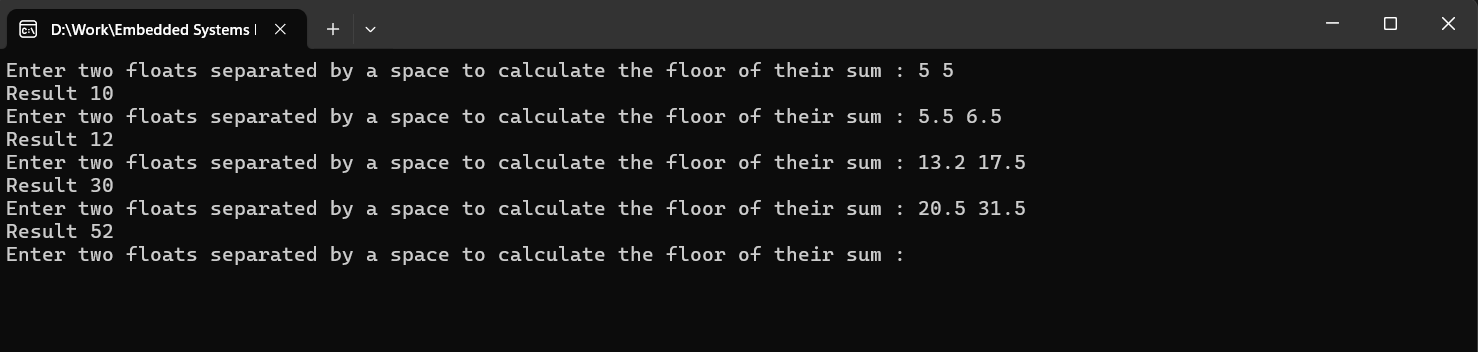 D:\Work\Embedded Systems
Enter two floats separated by a space to calculate the floor of their sum : 5 5
Result 10
Enter two floats separated by a space to calculate the floor of their sum : 5.5 6.5
Result 12
Enter two floats separated by a space to calculate the floor of their sum : 13.2 17.5
Result 30
Enter two floats separated by a space to calculate the floor of their sum : 20.5 31.5
Result 52
Enter two floats separated by a space to calculate the floor of their sum :